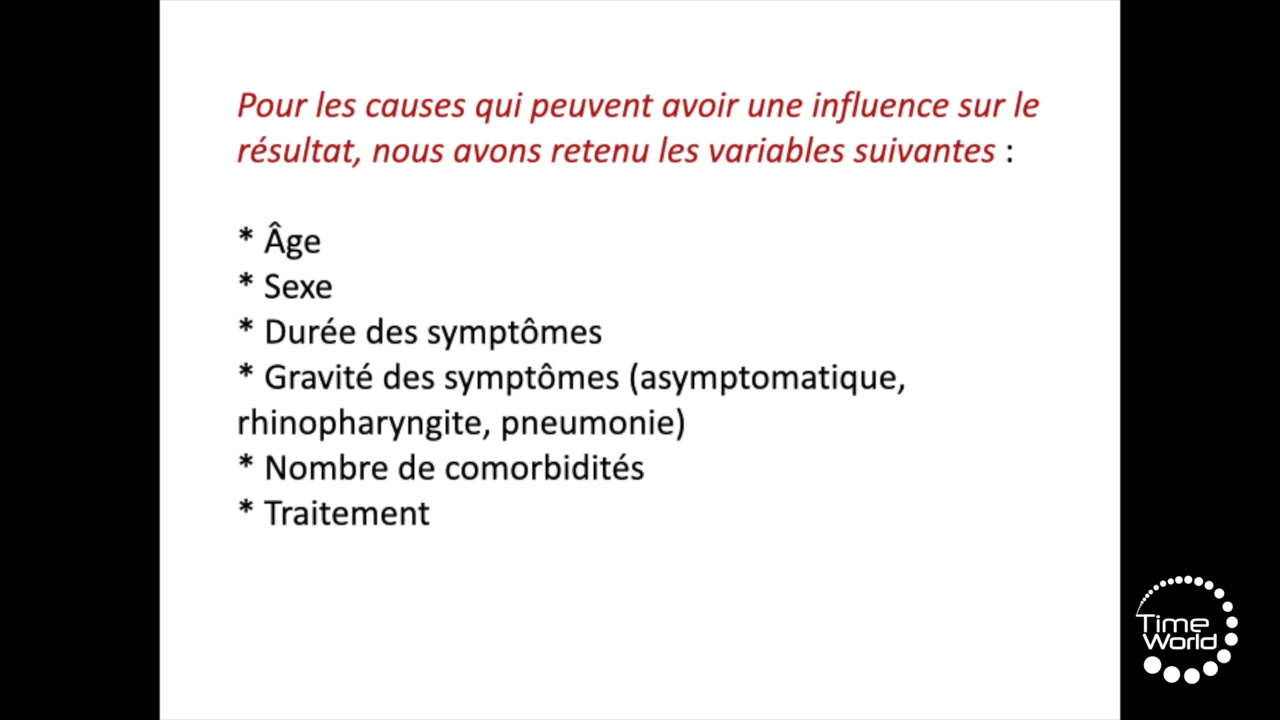 Pour les causes qui peuvent avoir une influence sur le
résultat, nous avons retenu les variables suivantes :
* Âge
* Sexe
* Durée des symptômes
* Gravité des symptômes (asymptomatique,
rhinopharyngite, pneumonie)
* Nombre de comorbidités
* Traitement
Time
World